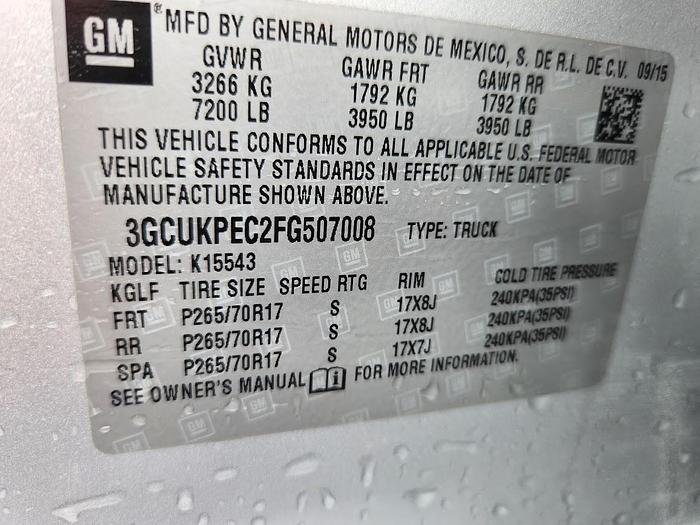 GM ® MFD BY GENERAL MOTORS DE MEXICO, S. DE R.L. DE C.V. 09/15
GVWR GAWR FRT GAWR RR
3266 KG 1792 KG 1792 KG
7200 LB 3950 LB 3950 LB
THIS VEHICLE CONFORMS TO ALL APPLICABLE U.S. FEDERAL MOTOR
VEHICLE SAFETY STANDARDS IN EFFECT ON THE DATE OF
MANUFACTURE SHOWN ABOVE.
3GCUKPEC2FG507008 TYPE: TRUCK
MODEL: K15543
KGLF TIRE SIZE SPEED RTG RIM COLD TIRE PRESSURE
FRT P265/70R17 S 17X8J 240KPA(35PSI)
RR P265/70R17 S 17X8J 240KPA(35PSI)
SPA P265/70R17 S 17X7J 240KPA(35PSI)
SEE OWNER'S MANUAL i FOR MORE INFORMATION.